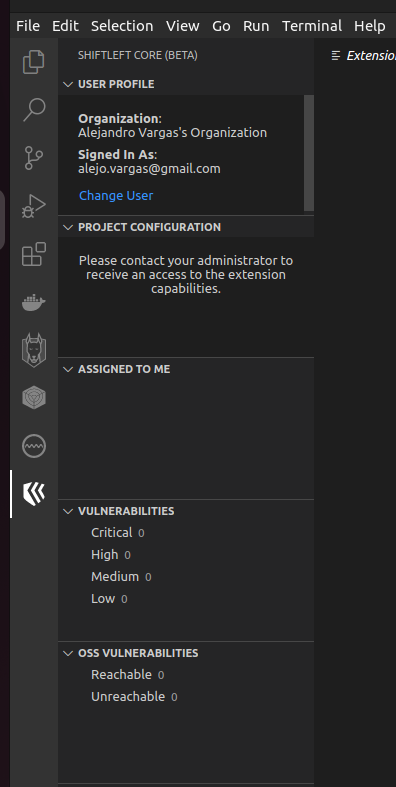 File Edit Selection View Go Run Terminal Help
SHIFTLEFT CORE (BETA)
Extension
USER PROFILE
Organization:
Alejandro Vargas's Organization
Signed In As:
alejo.vargas@gmail.com
Change User
PROJECT CONFIGURATION
Please contact your administrator to
receive an access to the extension
capabilities.
ASSIGNED TO ME
VULNERABILITIES
Critical 0
High 0
Medium 0
Low 0
OSS VULNERABILITIES
Reachable 0
Unreachable 0